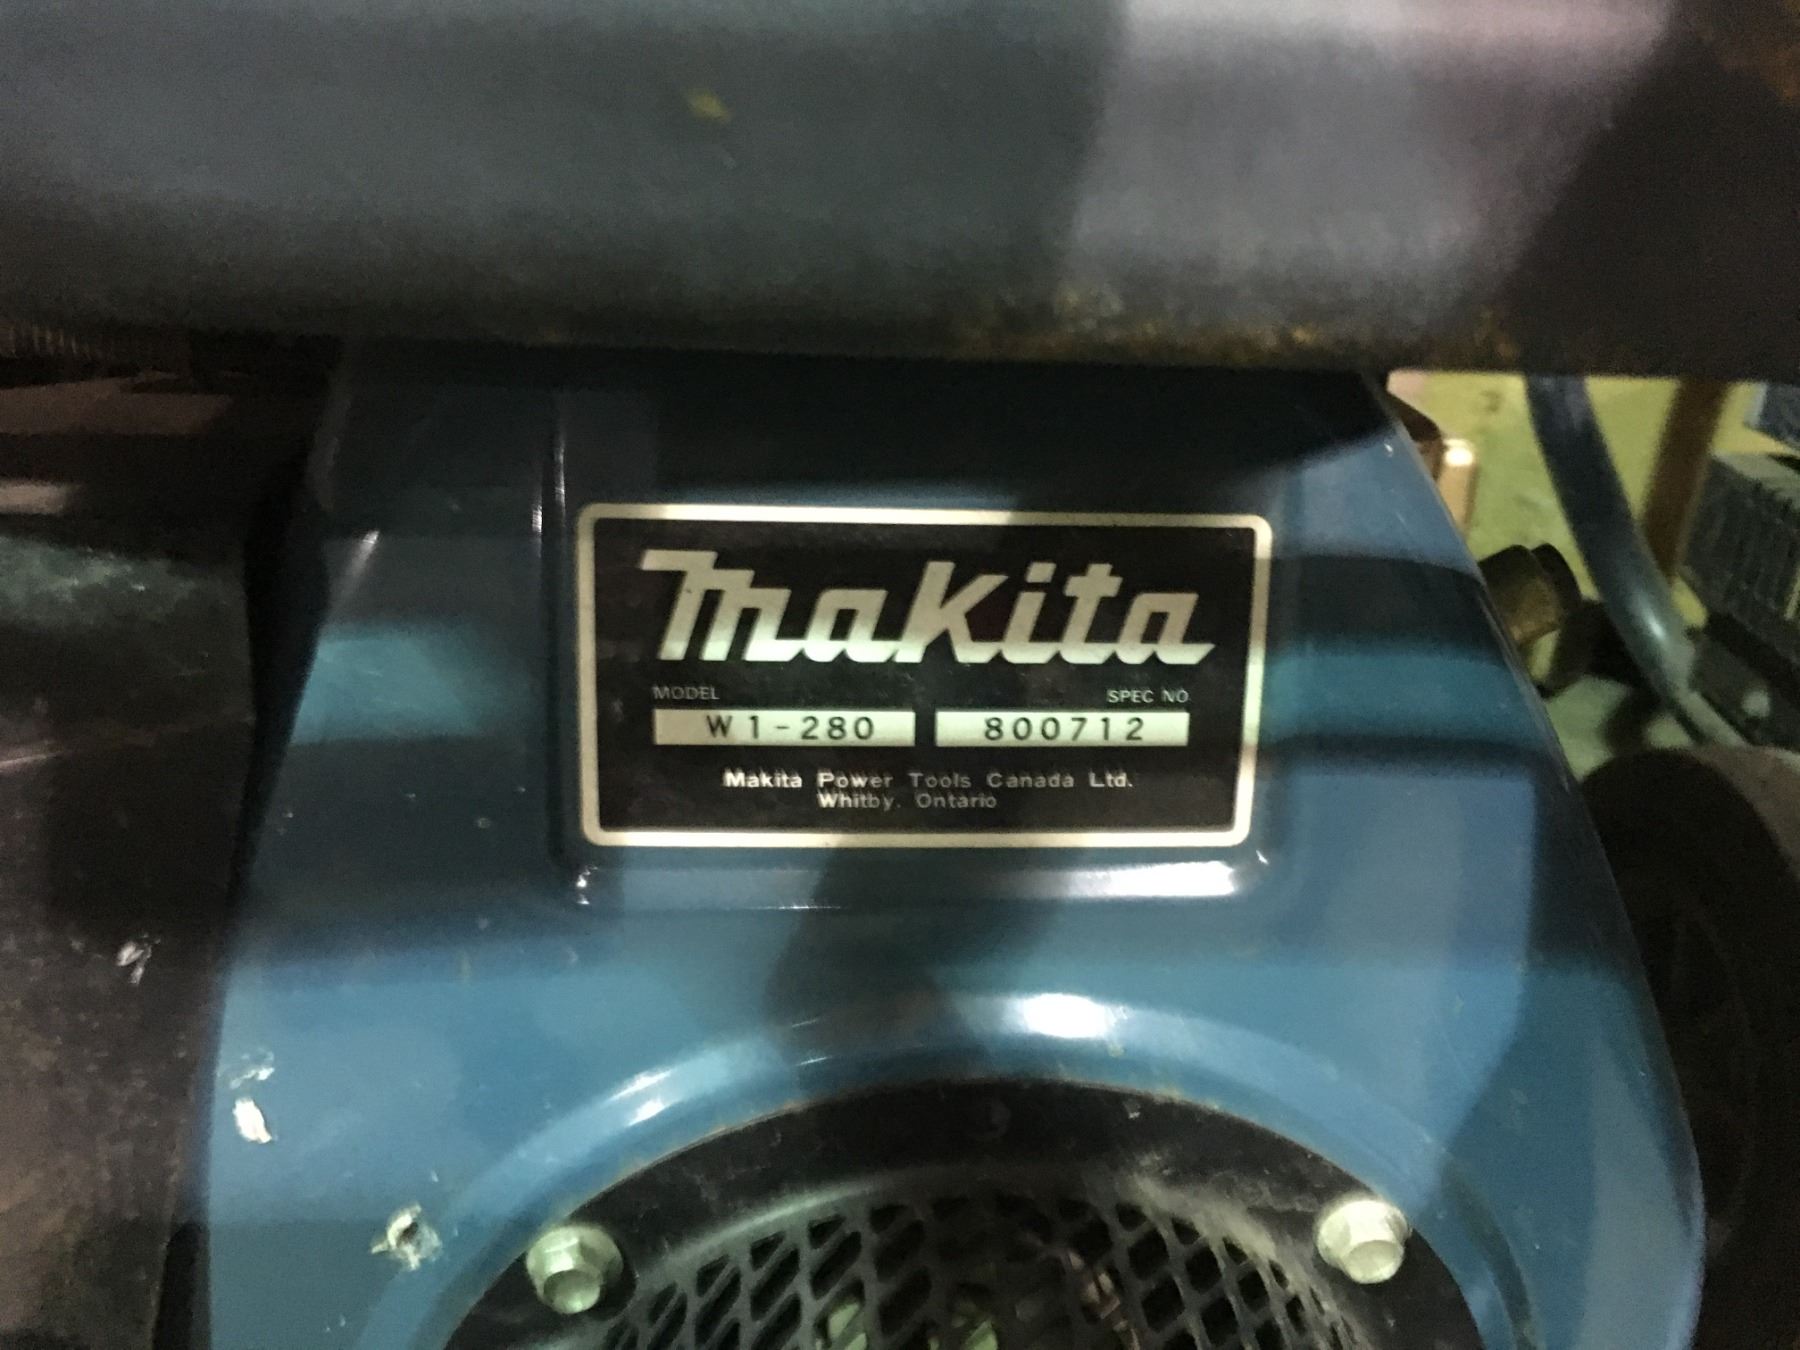 makita
MODEL SPEC NO
W1-280 800712
Makita Power Tools Canada Ltd.
Whitby. Ontario